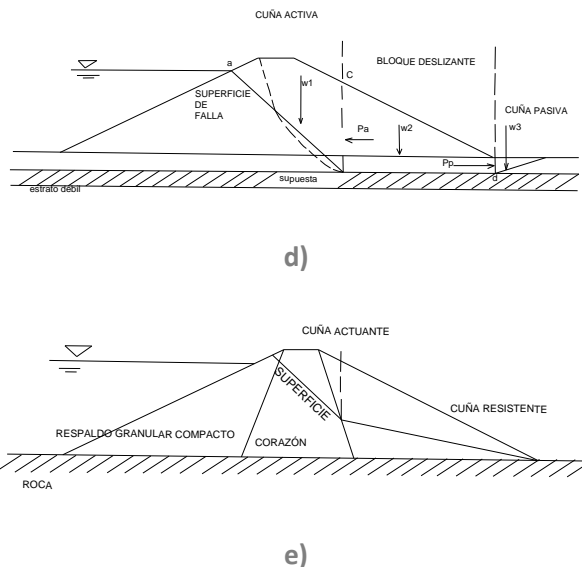 CUÑA ACTIVA
a
C
BLOQUE DESLIZANTE
SUPERFICIE
DE
FALLA
w1
CUÑA PASIVA
Pa
w2
w3
Pp
estrato débil
supuesta
d
d)
CUÑA ACTUANTE
SUPERFICIE
CUÑA RESISTENTE
RESPALDO GRANULAR COMPACTO
CORAZÓN
ROCA
e)